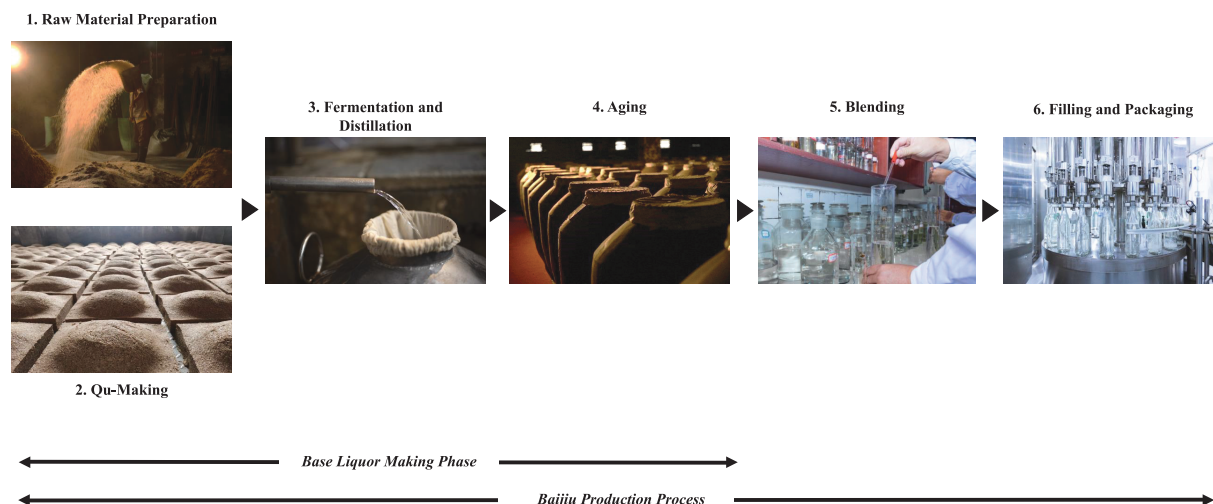 1. Raw Material Preparation
2. Qu-Making
3. Fermentation and
Distillation
4. Aging
5. Blending
6. Filling and Packaging
Base Liquor Making Phase
Baijiu Production Process